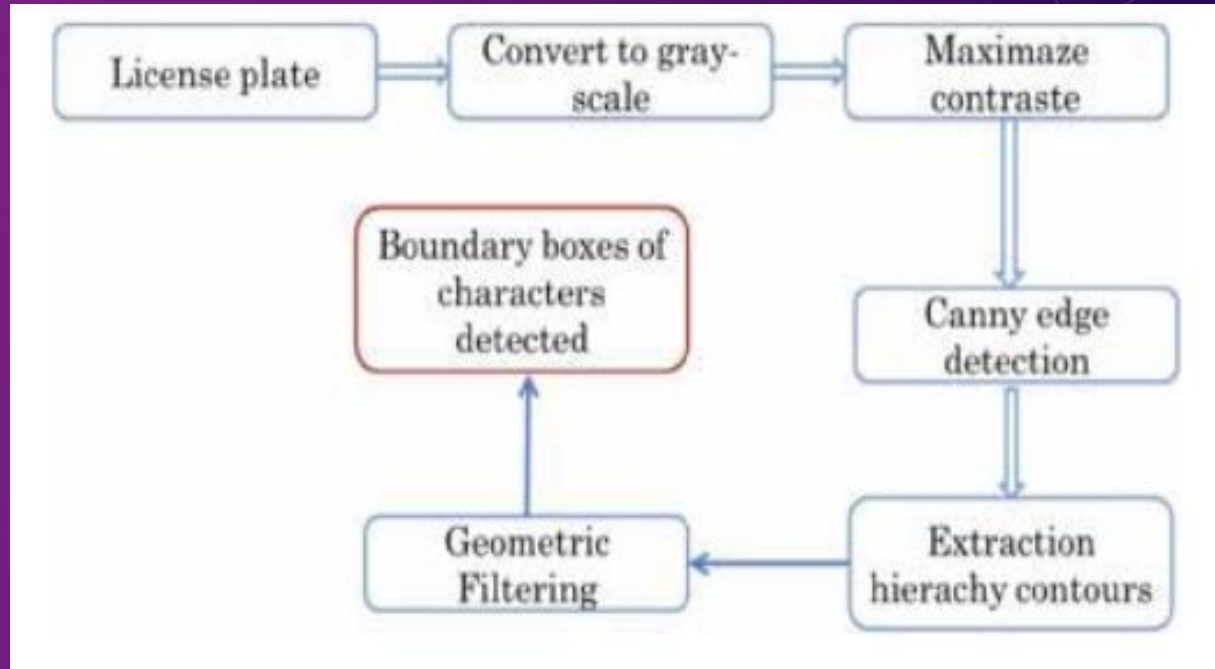 License plate
Convert to gray-
scale
Maximaze
contraste
Canny edge
detection
Extraction
hierachy contours
Geometric
Filtering
Boundary boxes of
characters
detected